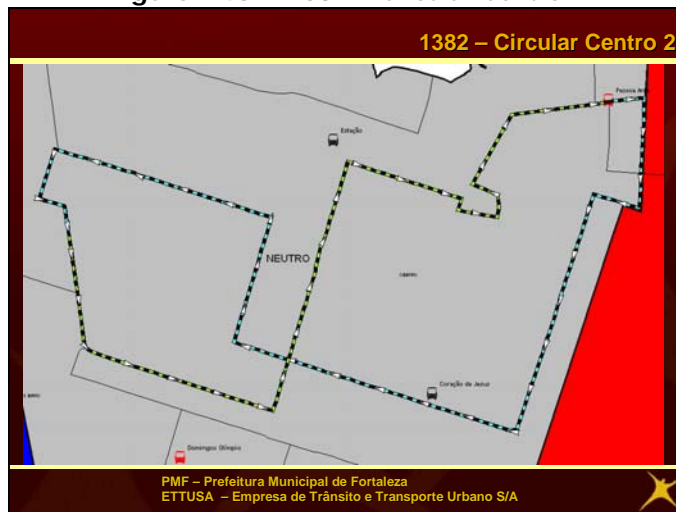 1382 – Circular Centro 2
Estação
NEUTRO
Coração de Jesus
Domingos Olímpio
PMF – Prefeitura Municipal de Fortaleza
ETTUSA – Empresa de Trânsito e Transporte Urbano S/A